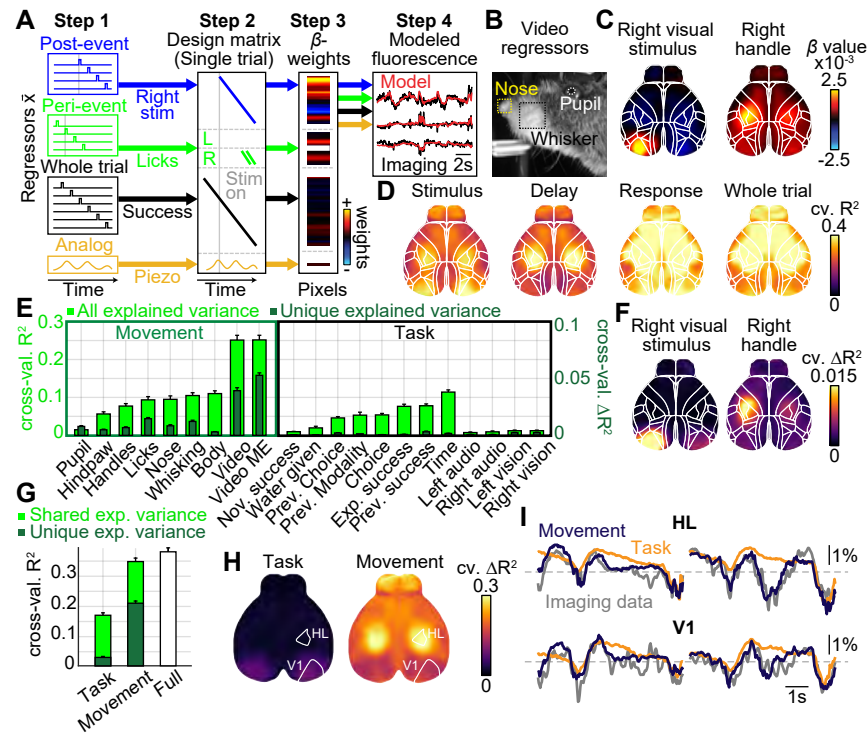 A
Step 1
Step 2
Step 3
Step 4
Post-event
Design matrix
(Single trial)
β-
weights
Modeled
fluorescence
Regressors x̄
Peri-event
Whole trial
Analog
Right
stim
Licks
Success
Piezo
L
R
Stim
on
+
weights
-
Model
Imaging 2s
Time
Time
Pixels
B
Video
regressors
Nose
Pupil
Whisker
C
Right visual
stimulus
Right
handle
β value
x10-3
2.5
-2.5
D
Stimulus
Delay
Response
Whole trial
cv. R2
0.4
0
E
All explained variance
Unique explained variance
Movement
Task
cross-val. R2
0.3
0.2
0.1
0
0.1
0.05
0
cross-val. ΔR2
Pupil
Hindpaw
Handles
Licks
Nose
Whisking
Body
Video
Video ME
Nov. success
Water given
Prev. Choice
Prev. Modality
Choice
Exp. success
Prev. success
Time
Left audio
Right audio
Left vision
Right vision
F
Right visual
stimulus
Right
handle
cv. ΔR2
0.015
0
G
Shared exp. variance
Unique exp. variance
cross-val. R2
0.3
0.2
0.1
0
Task
Movement
Full
H
Task
Movement
HL
V1
HL
V1
cv. ΔR2
0.3
0
I
Movement
Task
HL
1%
Imaging data
V1
1%
1s